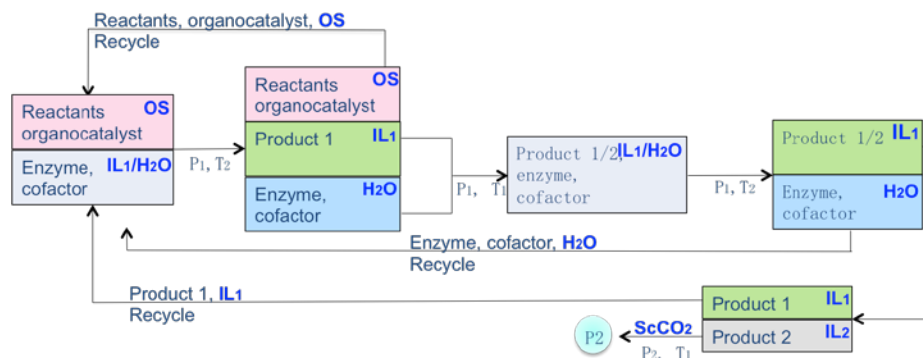 Reactants, organocatalyst, OS
Recycle
OS
Reactants
organocatalyst
Enzyme, IL1/H2O
cofactor
P1, T2
OS
Reactants
organocatalyst
Product 1 IL1
Enzyme, H2O
cofactor
P1, T1
Product 1/2, IL1/H2O
enzyme,
cofactor
P1, T2
Product 1/2 IL1
Enzyme, H2O
cofactor
Enzyme, cofactor, H2O
Recycle
Product 1, IL1
Recycle
Product 1 IL1
Product 2 IL2
ScCO2
P2, T1
P2